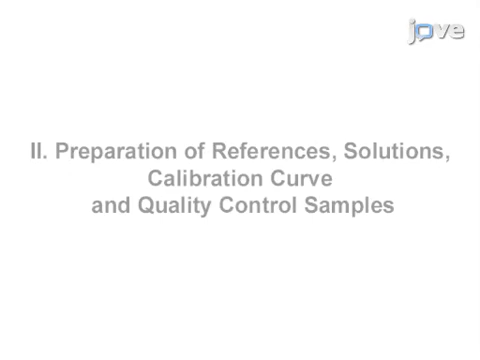 jove
II. Preparation of References, Solutions,
Calibration Curve
and Quality Control Samples